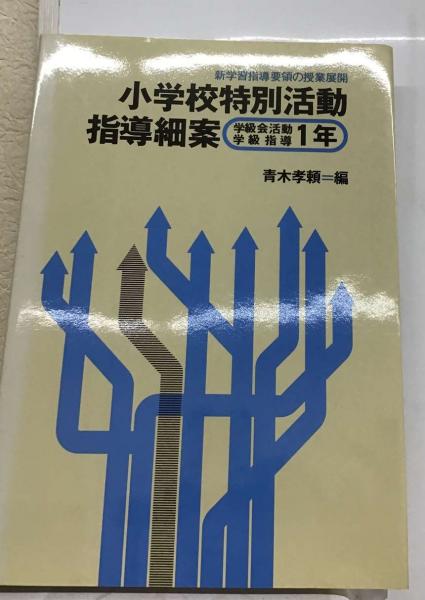 新学習指導要領の授業展開
小学校特別活動
指導細案 学級会活動 学級指導 1年
青木孝頼=編